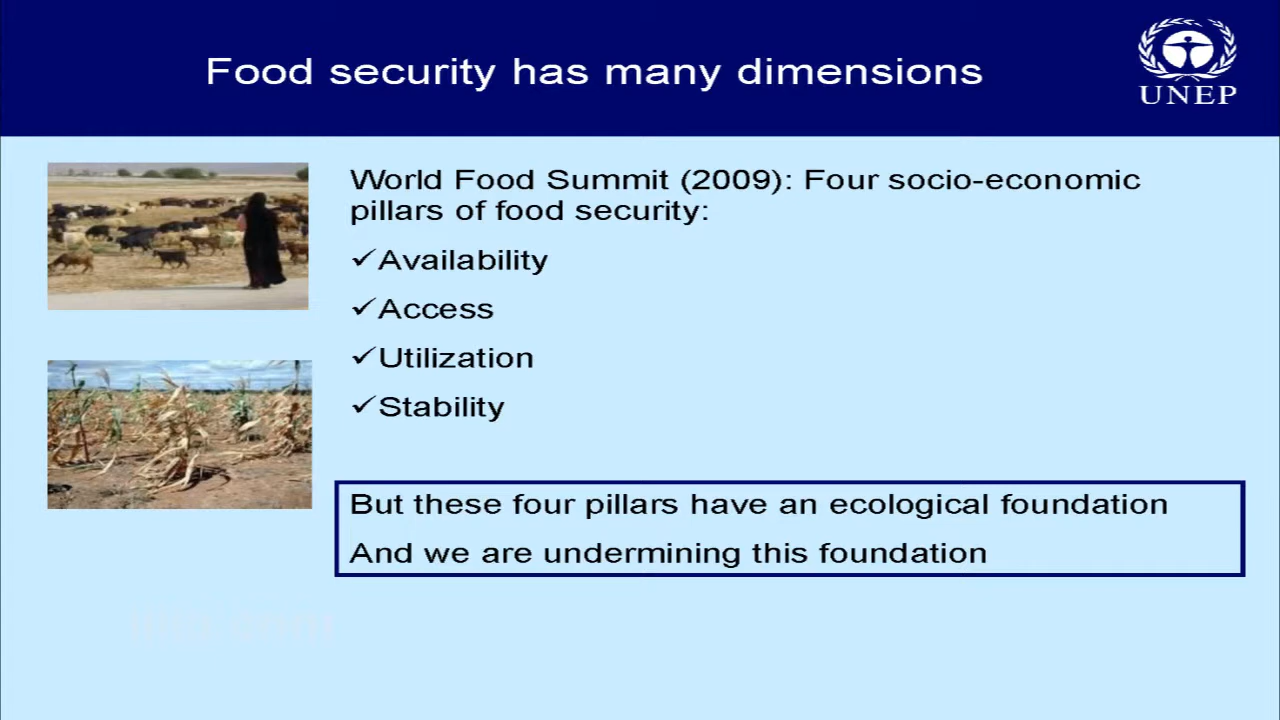 Food security has many dimensions
UNEP
World Food Summit (2009): Four socio-economic
pillars of food security:
✓Availability
✓Access
✓Utilization
✓Stability
But these four pillars have an ecological foundation
And we are undermining this foundation